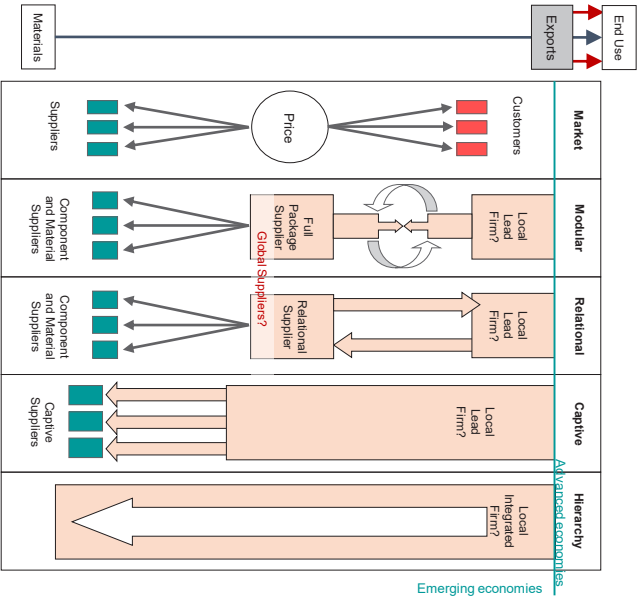 End Use
Exports
Materials
Market
Customers
Price
Suppliers
Modular
Local
Lead
Firm?
Full
Package
Supplier
Component
and Material
Suppliers
Relational
Local
Lead
Firm?
Relational
Supplier
Component
and Material
Suppliers
Global Suppliers?
Captive
Local
Lead
Firm?
Captive
Suppliers
Hierarchy
Local
Integrated
Firm?
Advanced economies
Emerging economies